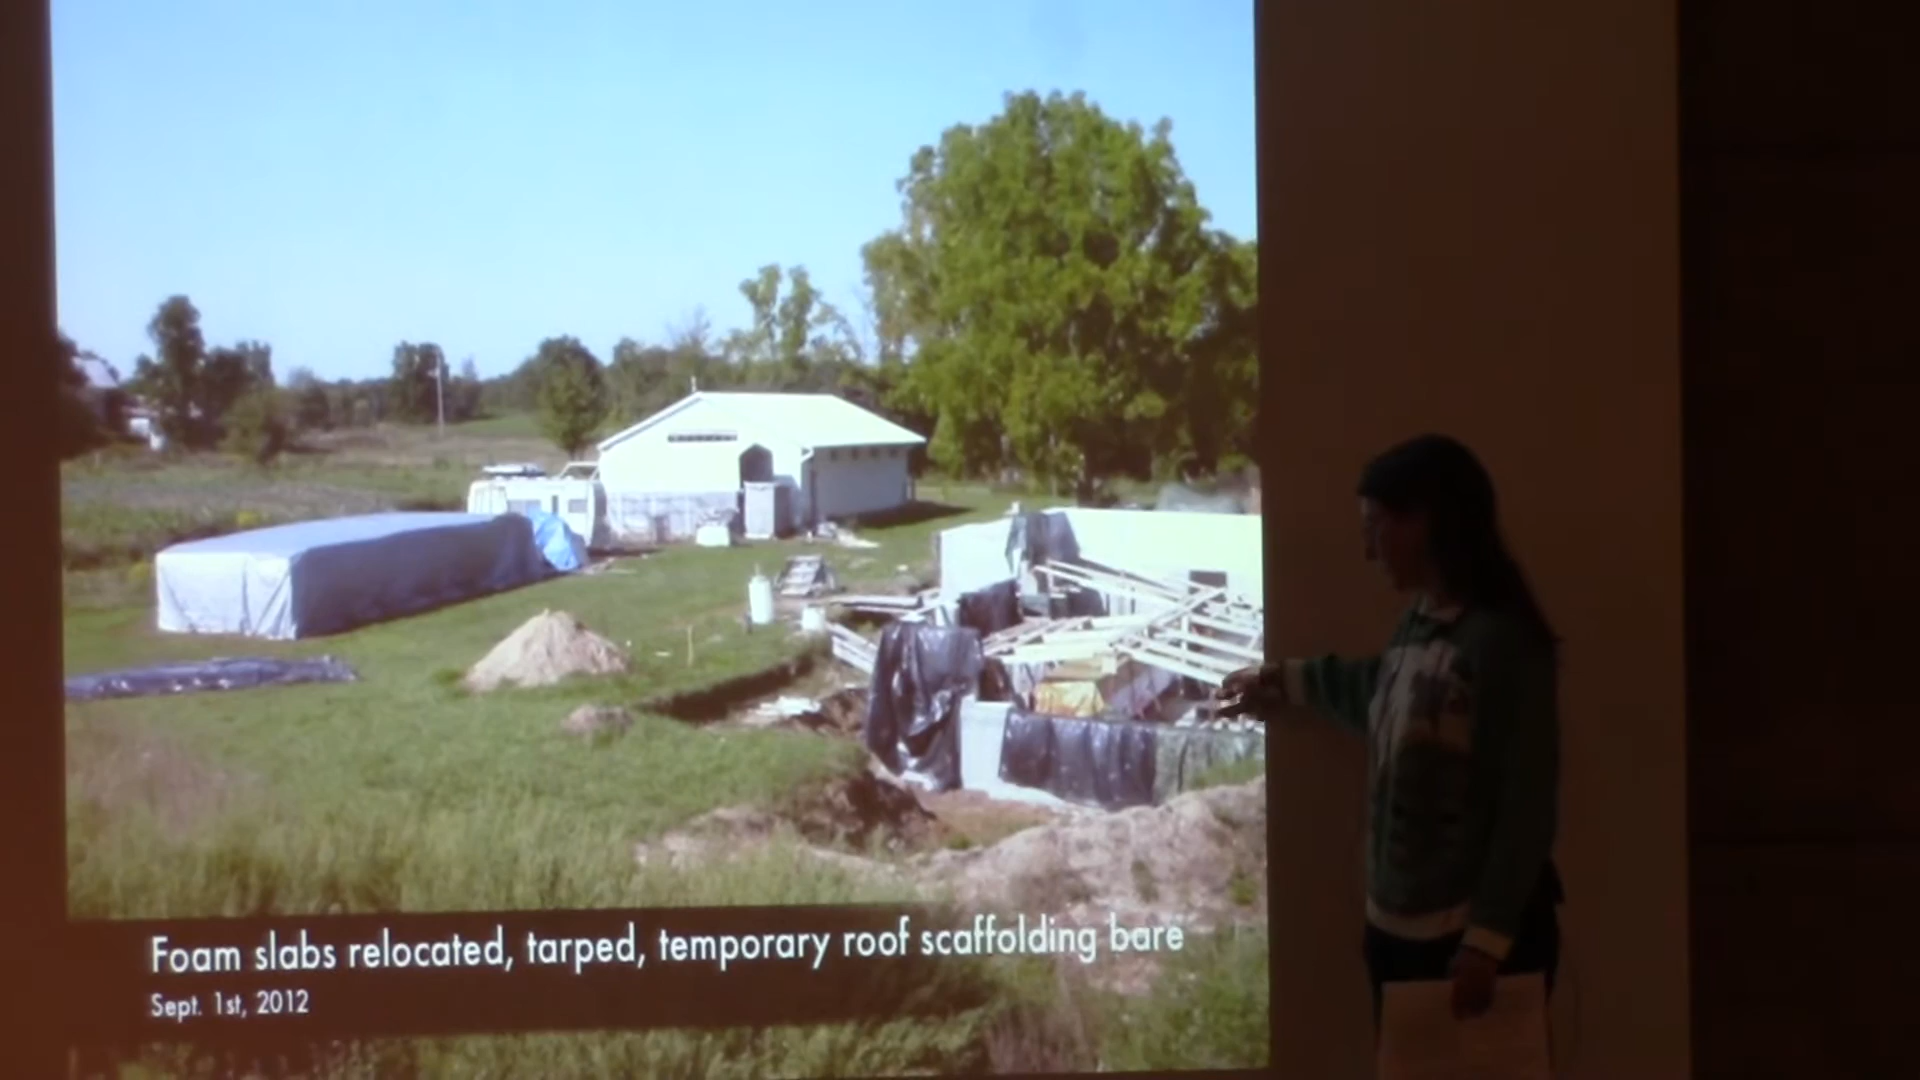 Foam slabs relocated, tarped, temporary roof scaffolding bare
Sept. 1st, 2012